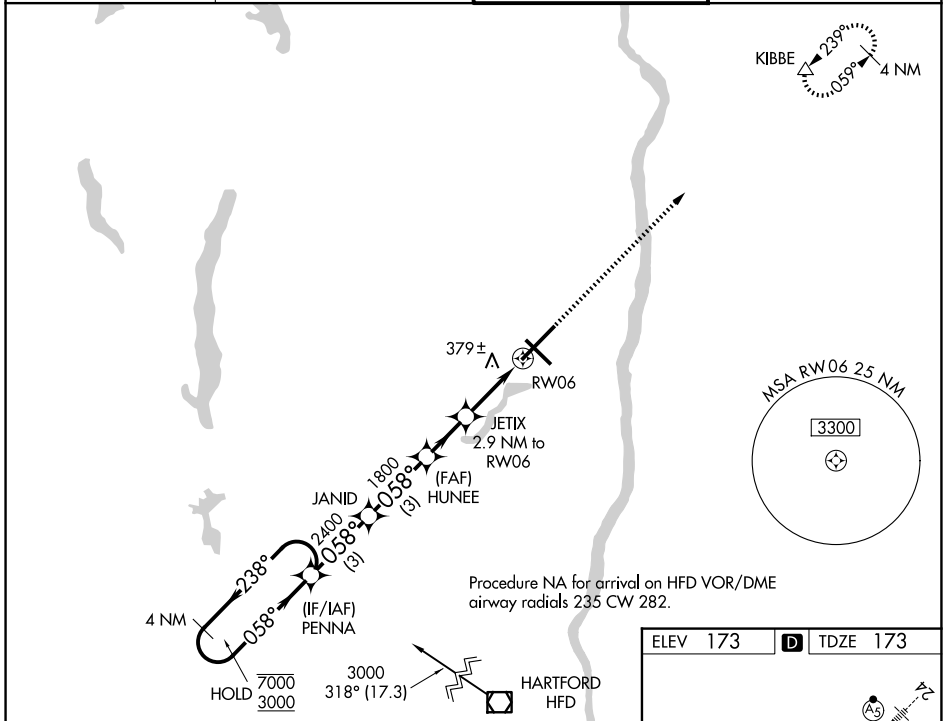 KIBBE
239°
059°
4 NM
379±
RW06
MSA RW06 25 NM
3300
JETIX
2.9 NM to
RW06
1800
058°
(3)
(FAF)
HUNEE
JANID
2400
058°
(3)
238°
058°
4 NM
(IF/IAF)
PENNA
HOLD
7000
3000
3000
318° (17.3)
HARTFORD
HFD
Procedure NA for arrival on HFD VOR/DME
airway radials 235 CW 282.
ELEV 173 D TDZE 173
24
A5